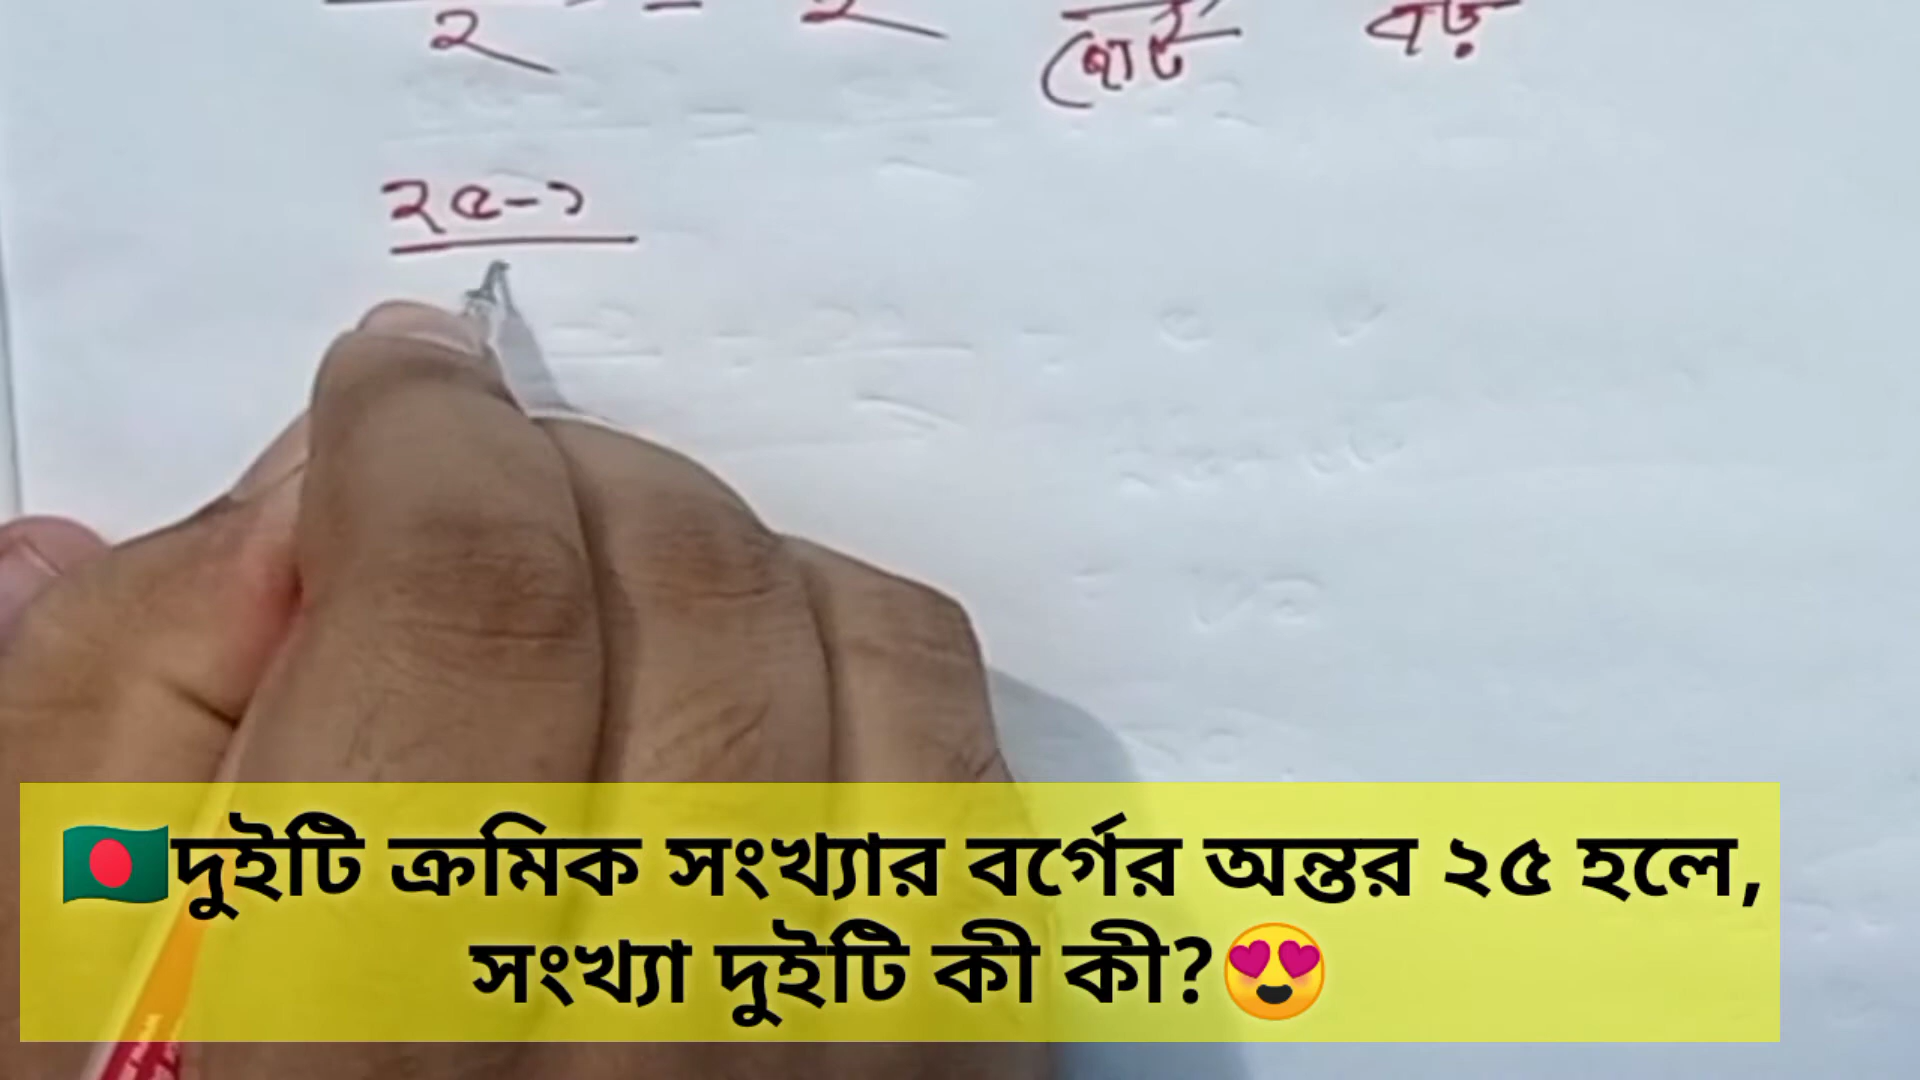 ২ ২ ছোট বড়
২৫-১
🇧🇩দুইটি ক্রমিক সংখ্যার বর্গের অন্তর ২৫ হলে,
সংখ্যা দুইটি কী কী?😍